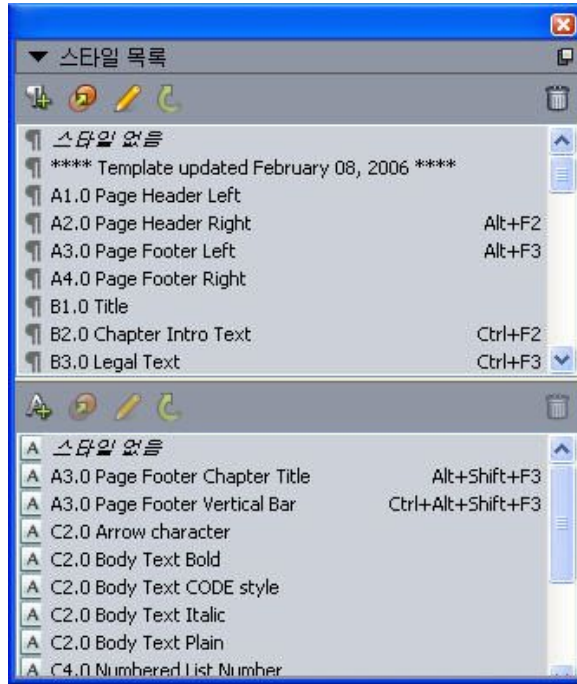 스타일 목록
스타일 없음
**** Template updated February 08, 2006 ****
A1.0 Page Header Left
A2.0 Page Header Right Alt+F2
A3.0 Page Footer Left Alt+F3
A4.0 Page Footer Right
B1.0 Title
B2.0 Chapter Intro Text Ctrl+F2
B3.0 Legal Text Ctrl+F3
스타일 없음
A3.0 Page Footer Chapter Title Alt+Shift+F3
A3.0 Page Footer Vertical Bar Ctrl+Alt+Shift+F3
C2.0 Arrow character
C2.0 Body Text Bold
C2.0 Body Text CODE style
C2.0 Body Text Italic
C2.0 Body Text Plain
C4.0 Numbered List Number